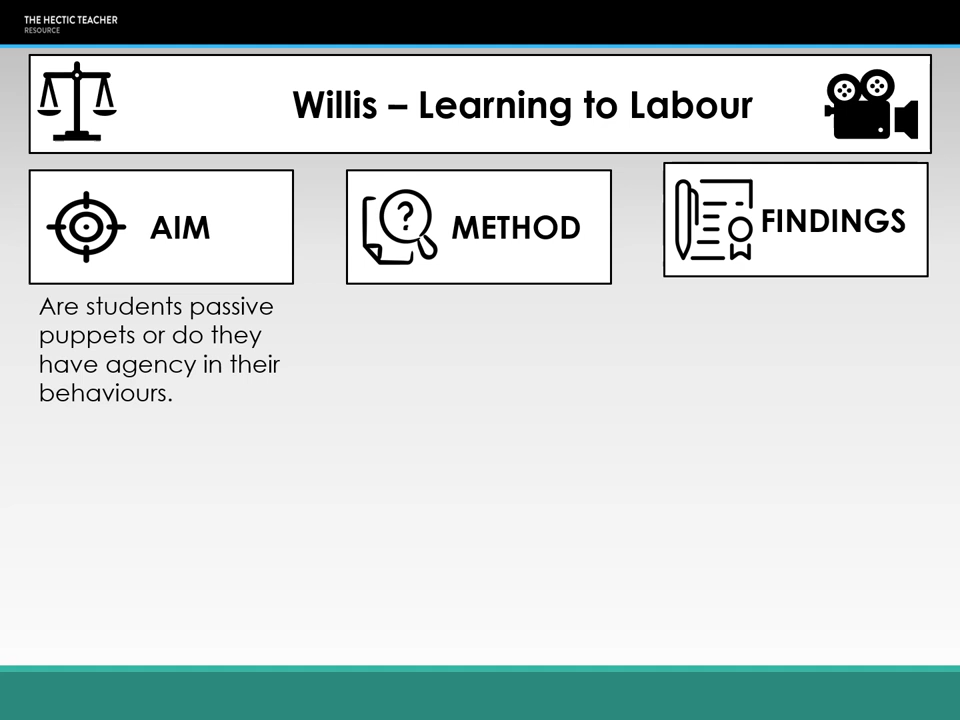 THE HECTIC TEACHER
RESOURCE
Willis – Learning to Labour
AIM
? METHOD
FINDINGS
Are students passive
puppets or do they
have agency in their
behaviours.